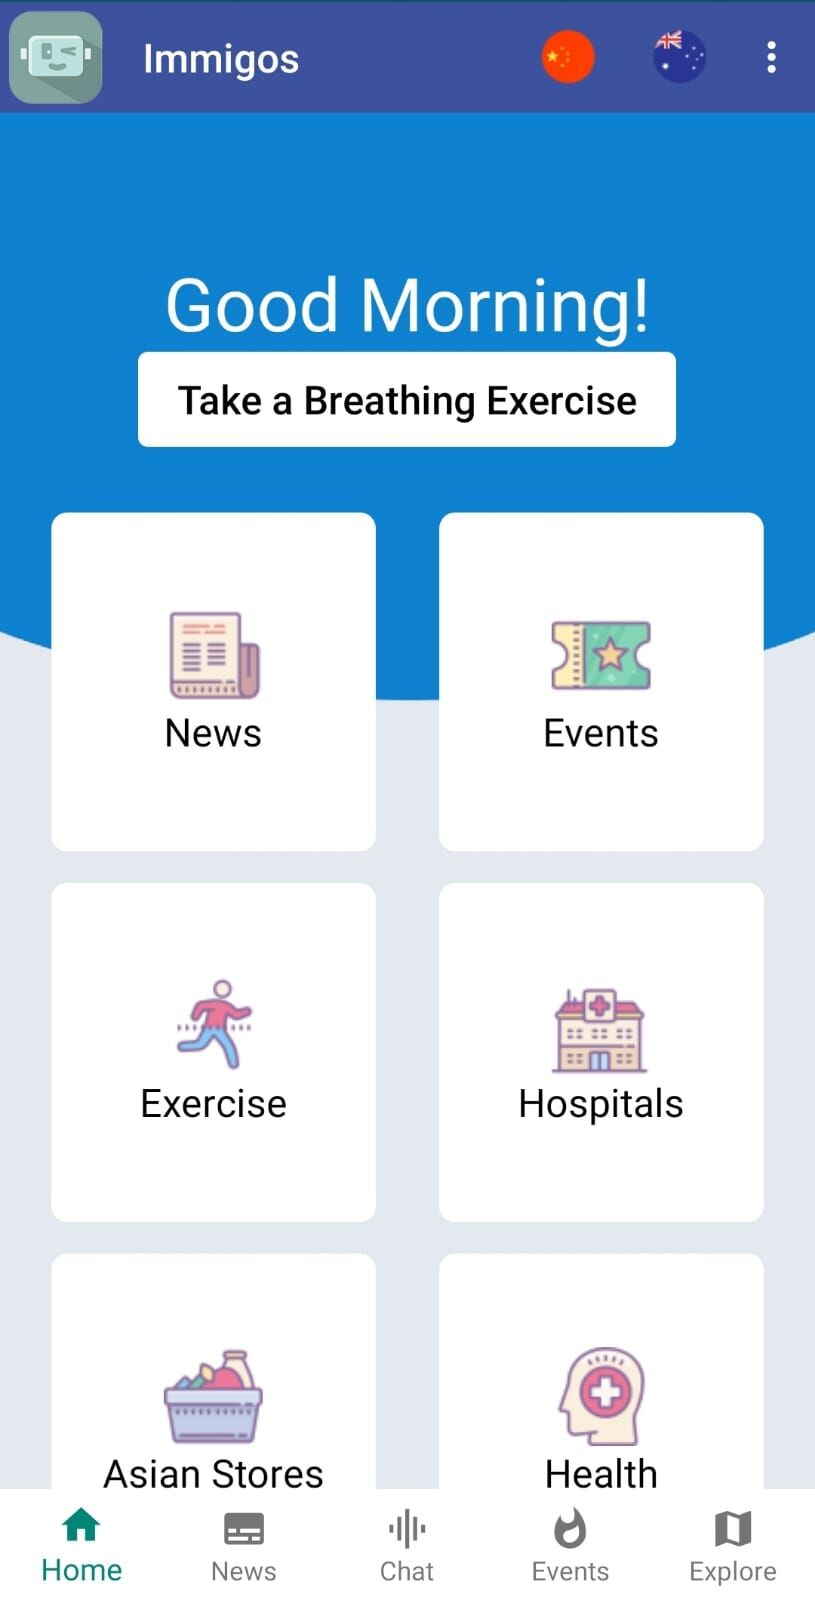 Immigos
Good Morning!
Take a Breathing Exercise
News
Events
Exercise
Hospitals
Asian Stores
Health
Home
News
Chat
Events
Explore